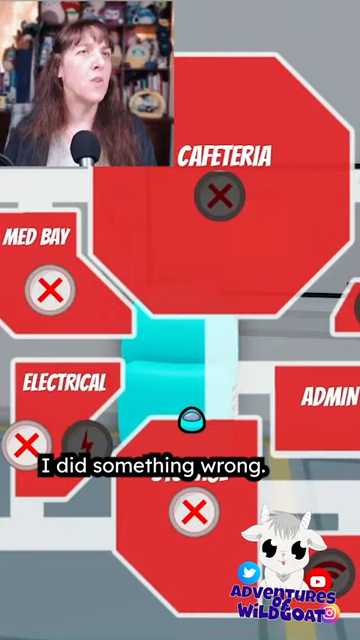 CAFETERIA
MED BAY
ELECTRICAL
ADMIN
I did something wrong.
ADVENTURES
OF
WILDGOAT